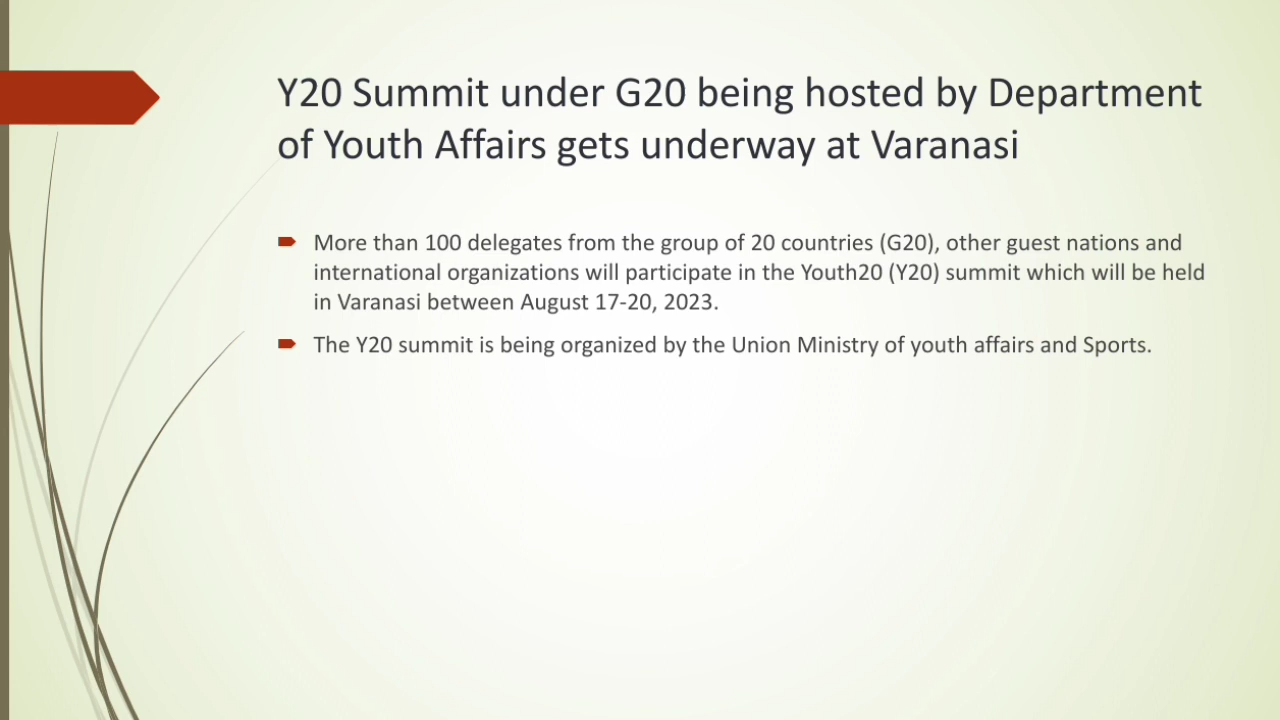 Y20 Summit under G20 being hosted by Department
of Youth Affairs gets underway at Varanasi
More than 100 delegates from the group of 20 countries (G20), other guest nations and
international organizations will participate in the Youth20 (Y20) summit which will be held
in Varanasi between August 17-20, 2023.
The Y20 summit is being organized by the Union Ministry of youth affairs and Sports.